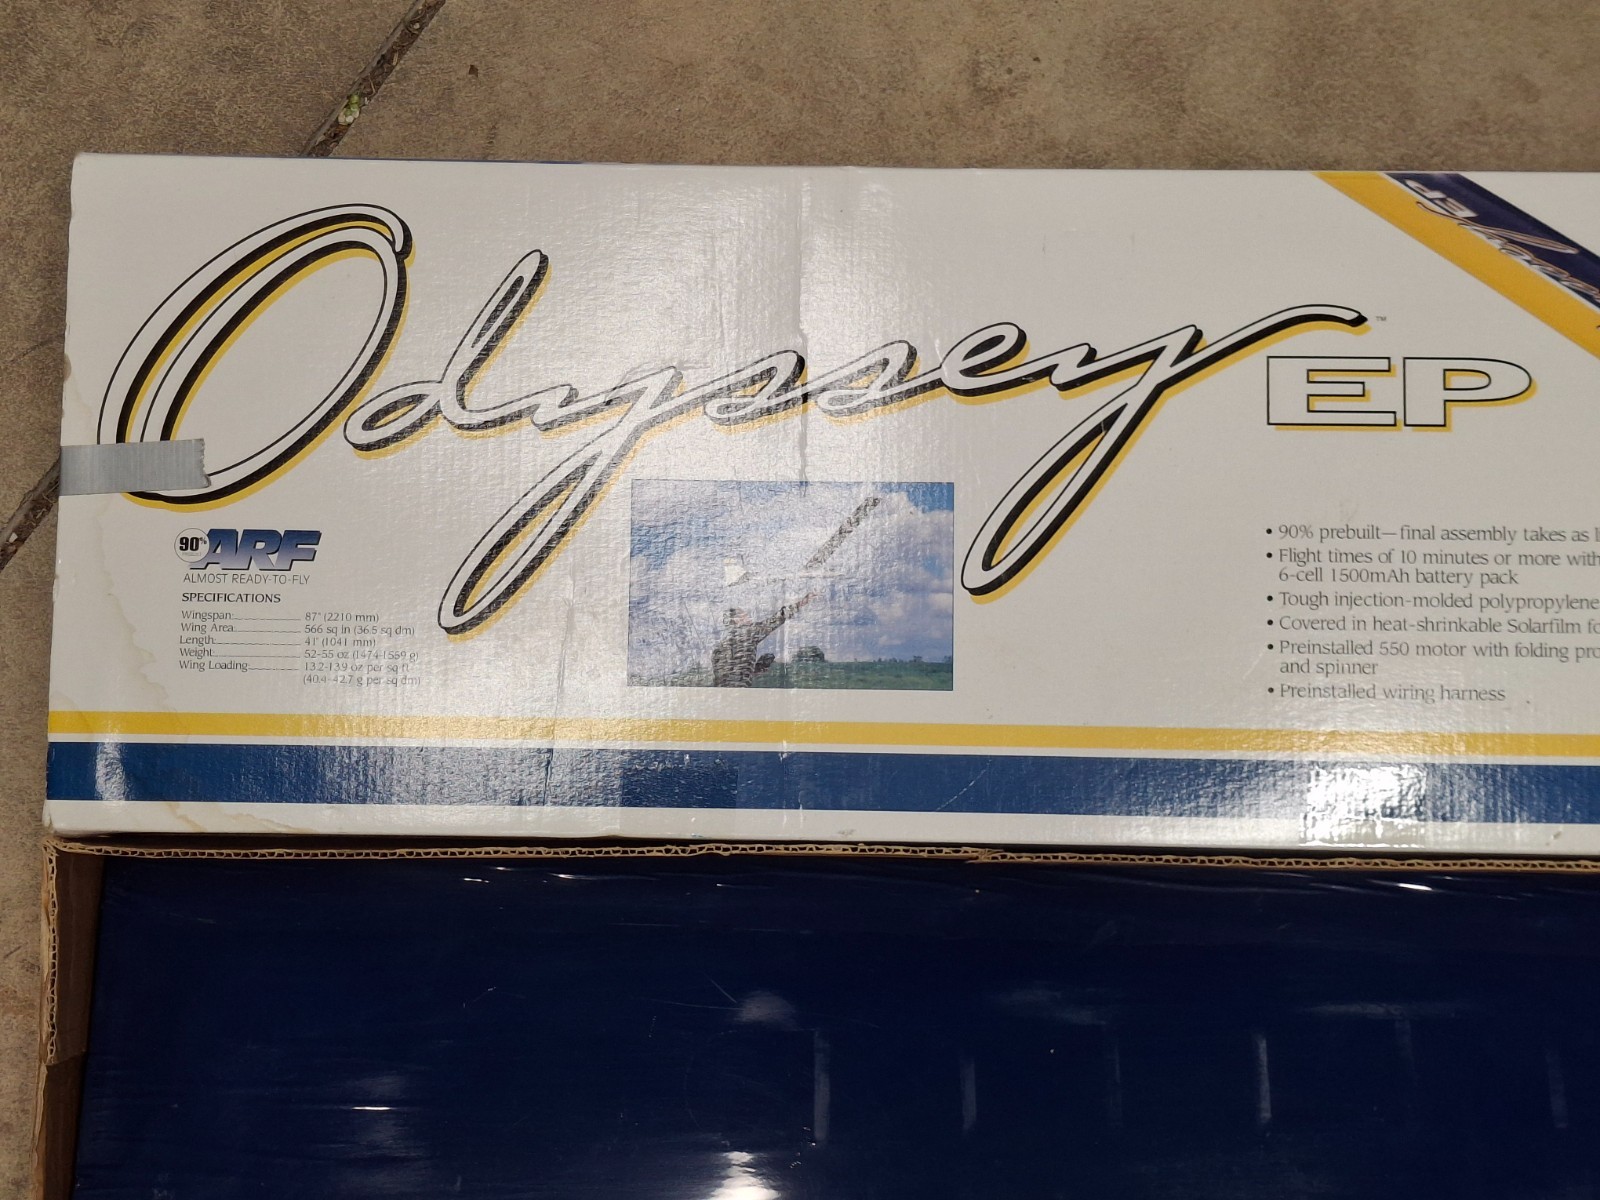 Odyssey™
EP
EP
90% ARF
ALMOST READY-TO-FLY
SPECIFICATIONS
Wingspan: 87" (2210 mm)
Wing Area: 566 sq in (36.5 sq dm)
Length: 41" (1041 mm)
Weight: 52-55 oz (1474-1559 g)
Wing Loading: 13.2-13.9 oz per sq ft
(40.4-42.7 g per sq dm)
• 90% prebuilt—final assembly takes as
• Flight times of 10 minutes or more with
6-cell 1500mAh battery pack
• Tough injection-molded polypropylene
• Covered in heat-shrinkable Solarfilm
• Preinstalled 550 motor with folding
and spinner
• Preinstalled wiring harness